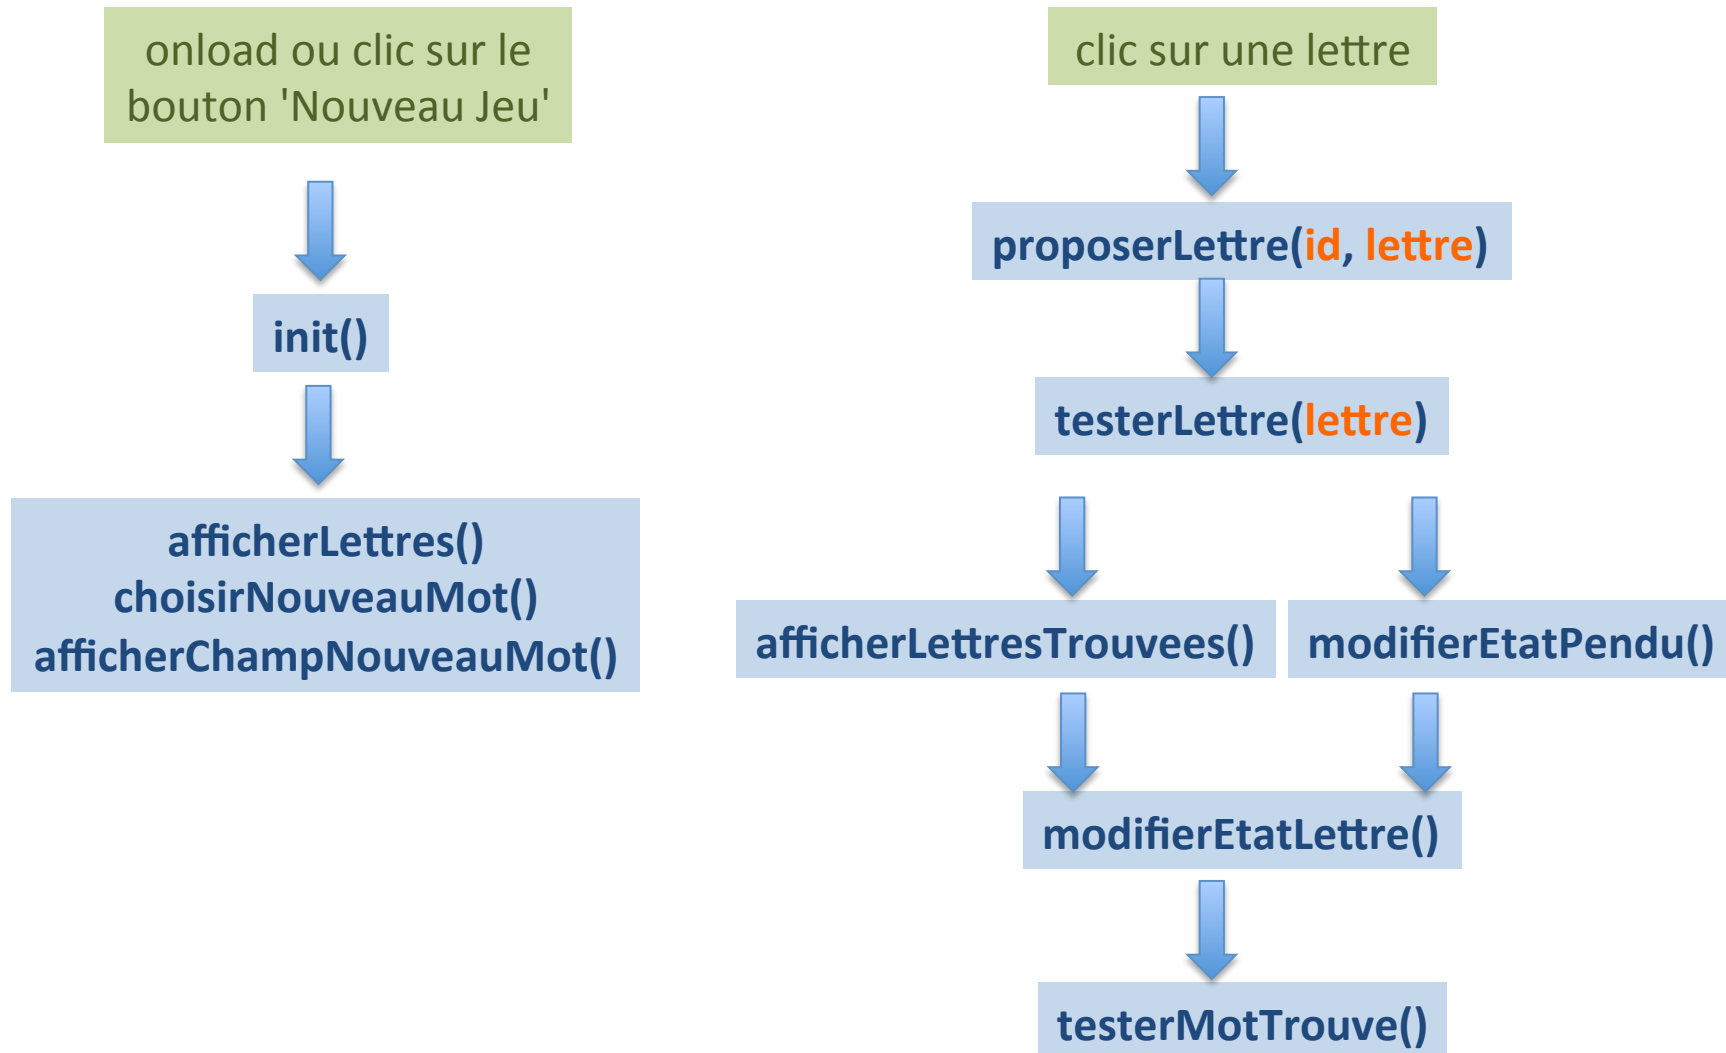 onload ou clic sur le
bouton 'Nouveau Jeu'
init()
afficherLettres()
choisirNouveauMot()
afficherChampNouveauMot()
clic sur une lettre
proposerLettre(id, lettre)
testerLettre(lettre)
afficherLettresTrouvees()
modifierEtatPendu()
modifierEtatLettre()
testerMotTrouve()